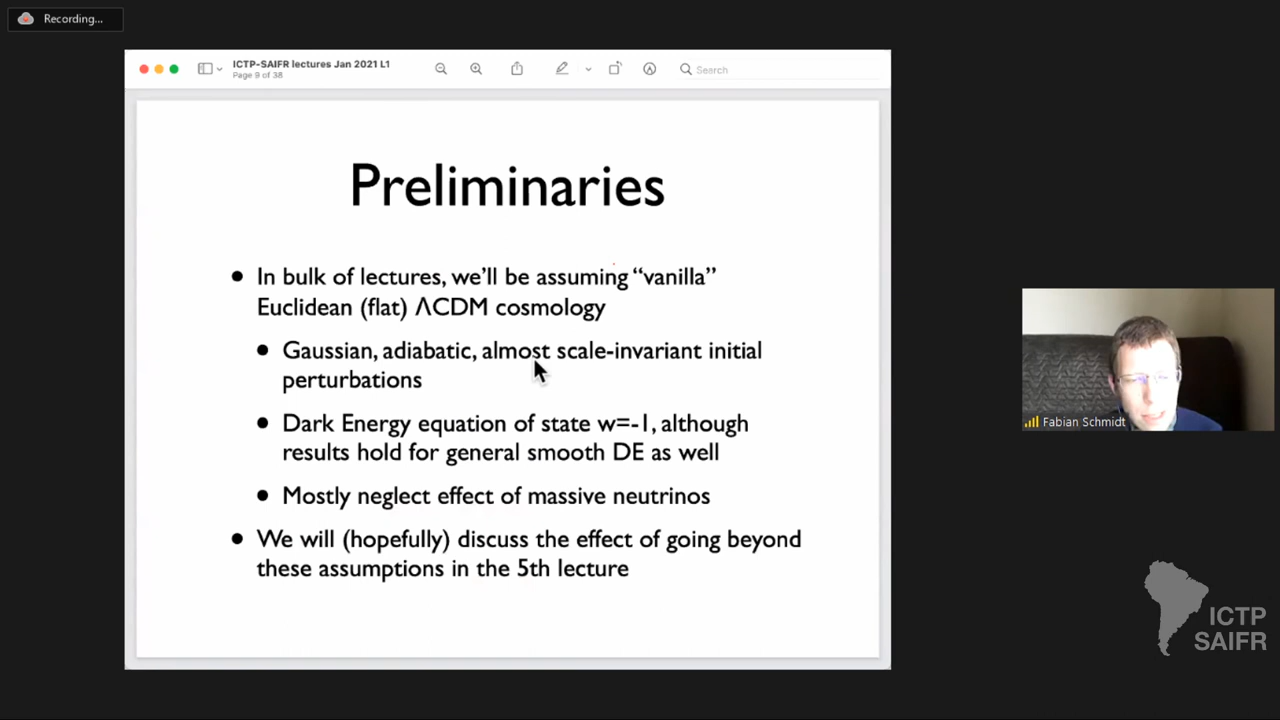 Recording...
ICTP-SAIFR lectures Jan 2021 L1
Page 9 of 38
Search
Preliminaries
• In bulk of lectures, we'll be assuming “vanilla”
Euclidean (flat) ΛCDM cosmology
• Gaussian, adiabatic, almost scale-invariant initial
perturbations
• Dark Energy equation of state w=-1, although
results hold for general smooth DE as well
• Mostly neglect effect of massive neutrinos
• We will (hopefully) discuss the effect of going beyond
these assumptions in the 5th lecture
Fabian Schmidt
ICTP
SAIFR